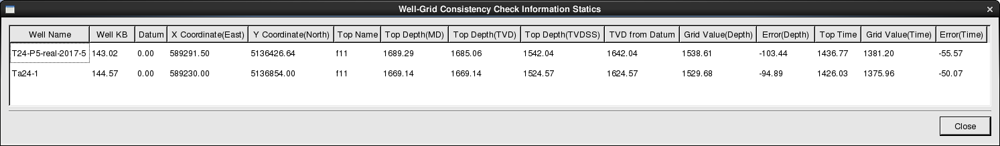 Well-Grid Consistency Check Information Statics
Well Name Well KB Datum X Coordinate(East) Y Coordinate(North) Top Name Top Depth(MD) Top Depth(TVD) Top Depth(TVDSS) TVD from Datum Grid Value(Depth) Error(Depth) Top Time Grid Value(Time) Error(Time)
T24-P5-real-2017-5 143.02 0.00 589291.50 5136426.64 f11 1689.29 1685.06 1542.04 1642.04 1538.61 -103.44 1436.77 1381.20 -55.57
Ta24-1 144.57 0.00 589230.00 5136854.00 f11 1669.14 1669.14 1524.57 1624.57 1529.68 -94.89 1426.03 1375.96 -50.07
Close